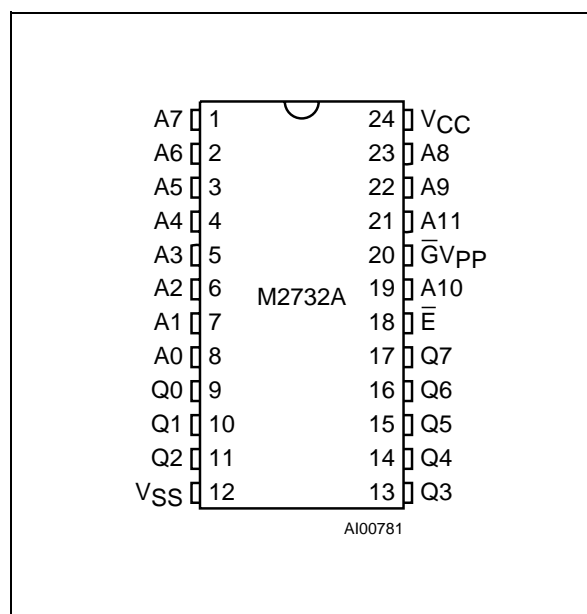 A7 1 24 VCC
A6 2 23 A8
A5 3 22 A9
A4 4 21 A11
A3 5 20 G̅VPP
A2 6 19 A10
M2732A
A1 7 18 E̅
A0 8 17 Q7
Q0 9 16 Q6
Q1 10 15 Q5
Q2 11 14 Q4
VSS 12 13 Q3
AI00781